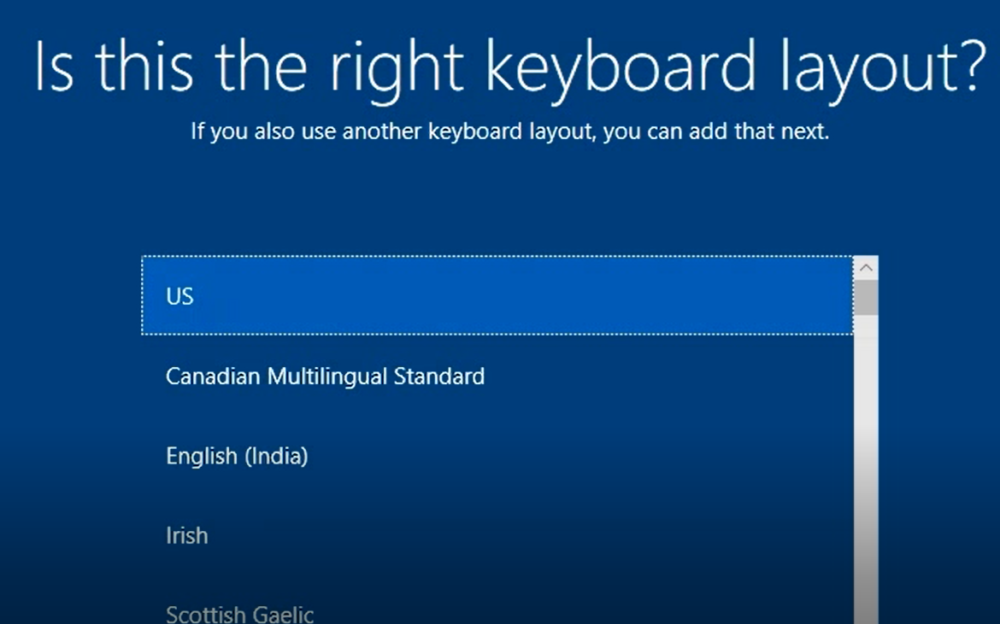 Is this the right keyboard layout?
If you also use another keyboard layout, you can add that next.
US
Canadian Multilingual Standard
English (India)
Irish
Scottish Gaelic